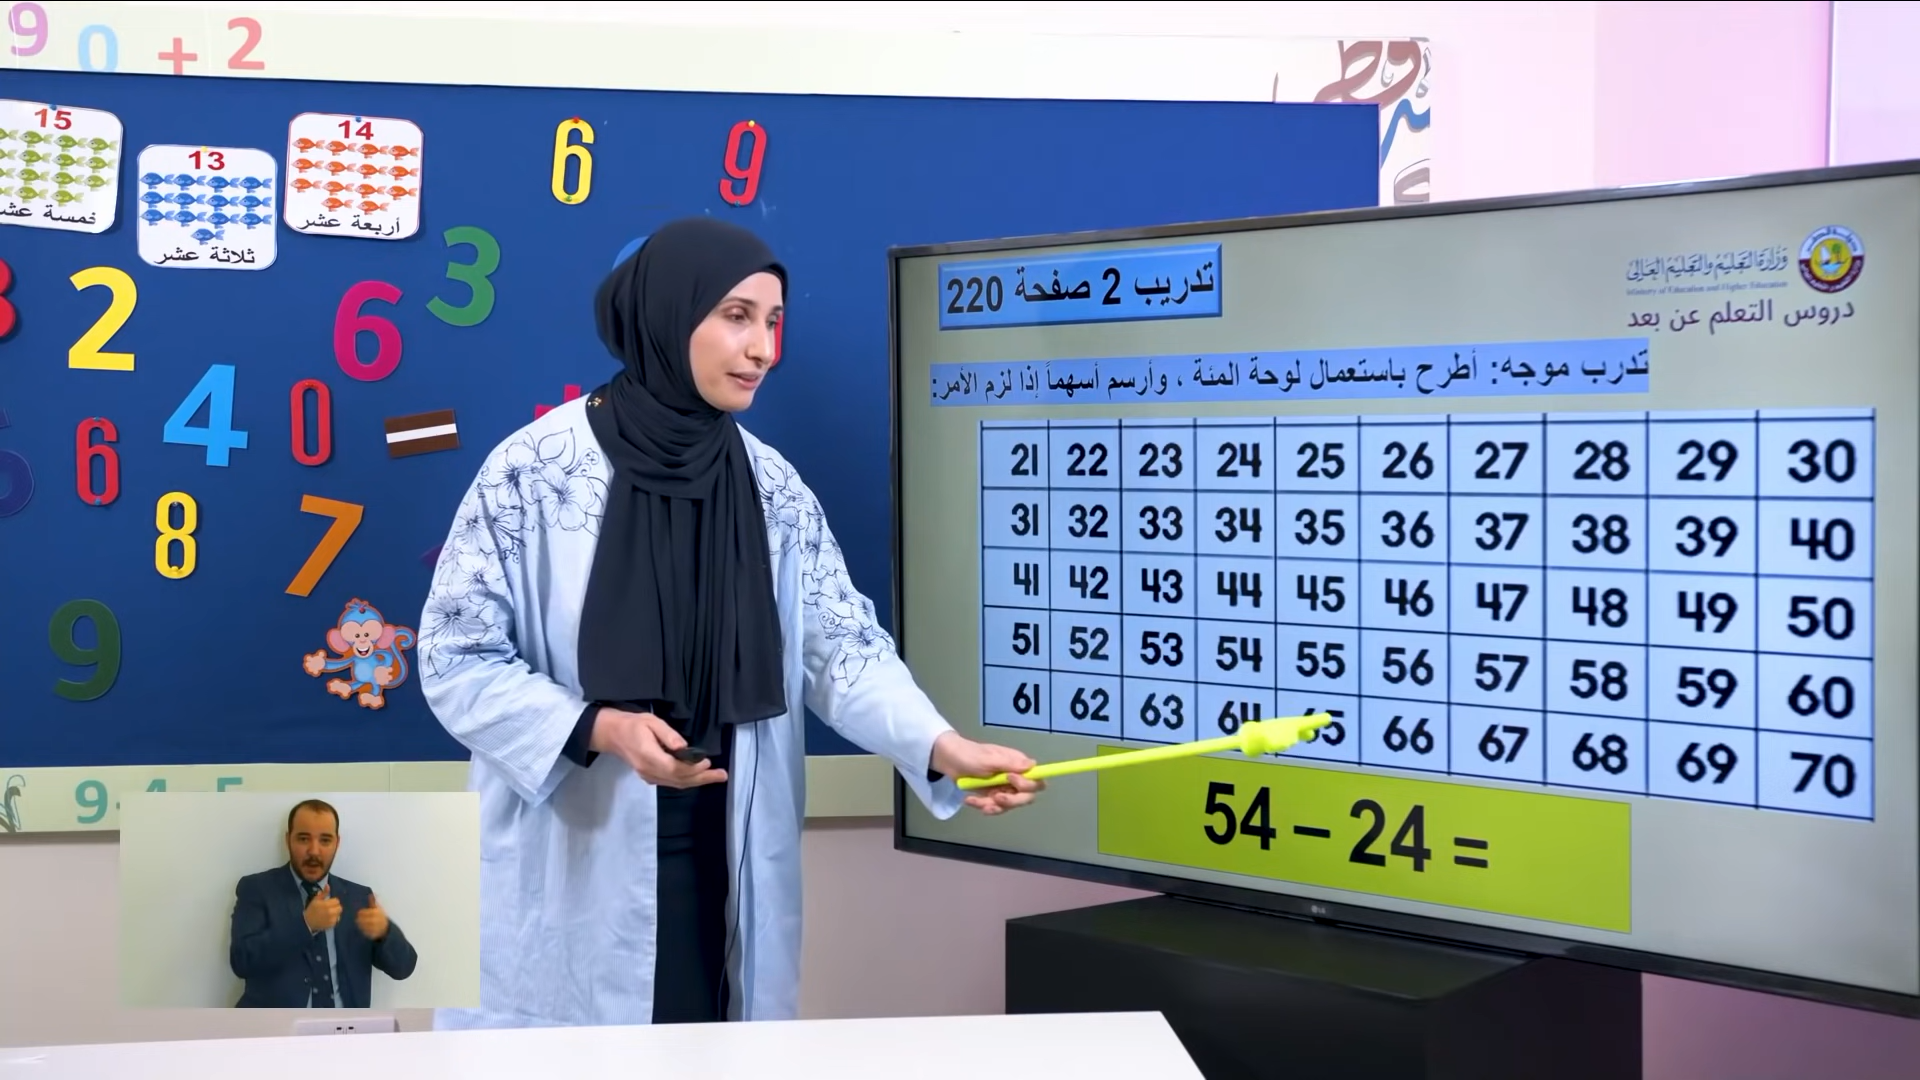 9 0 + 2
15
خمسة عشر
13
ثلاثة عشر
14
أربعة عشر
6 9
3
2
6
4 0 −
6
8 7
9
وزارة التعليم والتعليم العالي
Ministry of Education and Higher Education
دروس التعلم عن بعد
تدريب 2 صفحة 220
تدرب موجه: أطرح باستعمال لوحة المئة ، وأرسم أسهماً إذا لزم الأمر:
21 22 23 24 25 26 27 28 29 30
31 32 33 34 35 36 37 38 39 40
41 42 43 44 45 46 47 48 49 50
51 52 53 54 55 56 57 58 59 60
61 62 63 64 65 66 67 68 69 70
54 – 24 =
LG